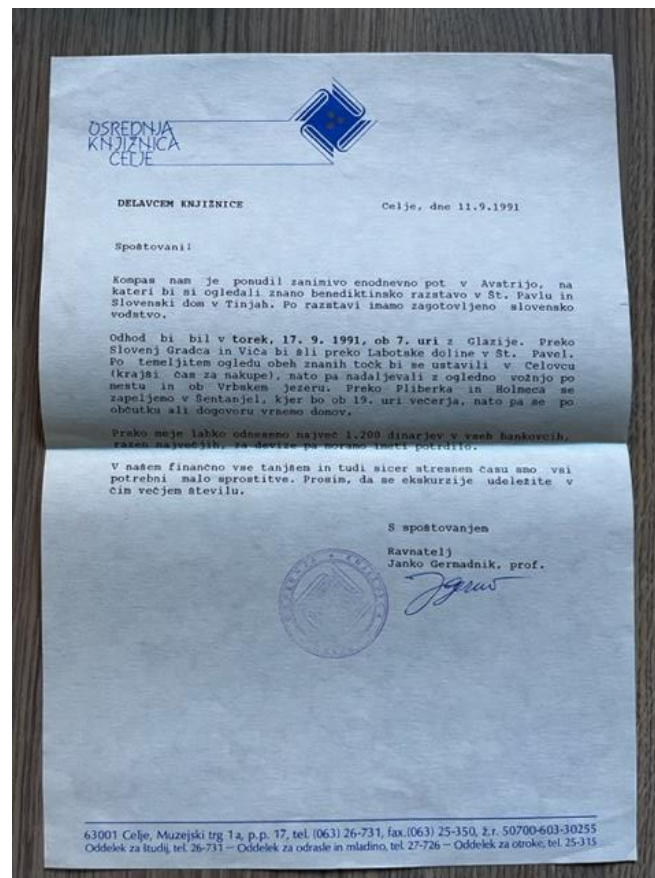 OSREDNJA
KNJIŽNICA
CELJE
DELAVCEM KNJIŽNICE
Celje, dne 11.9.1991
Spoštovani!
Kompas nam je ponudil zanimivo enodnevno pot v Avstrijo, na
kateri bi si ogledali znano benediktinsko razstavo v Št. Pavlu in
Slovenski dom v Tinjah. Po razstavi imamo zagotovljeno slovensko
vodstvo.
Odhod bi bil v torek, 17. 9. 1991, ob 7. uri z Glazije. Preko
Slovenj Gradca in Viča bi šli preko Labotske doline v Št. Pavel.
Po temeljitem ogledu obeh znanih točk bi se ustavili v Celovcu
(krajši čas za nakupe), nato pa nadaljevali z ogledno vožnjo po
mestu in ob Vrbskem jezeru. Preko Pliberka in Holmeca se
zapeljemo v Šentanjel, kjer bo ob 19. uri večerja, nato pa se po
občutku ali dogovoru vrnemo domov.
Preko meje lahko odnesemo največ 1.200 dinarjev v vseh bankovcih,
razen največjih, za devize pa moramo imeti potrdilo.
V našem finančno vse tanjšem in tudi sicer stresnem času smo vsi
potrebni malo sprostitve. Prosim, da se ekskurzije udeležite v
čim večjem številu.
S spoštovanjem
Ravnatelj
Janko Germadnik, prof.
OSREDNJA KNJIŽNICA
CELJE
63001 Celje, Muzejski trg 1a, p.p. 17, tel. (063) 26-731, fax.(063) 25-350, ž.r. 50700-603-30255
Oddelek za študij, tel. 26-731 — Oddelek za odrasle in mladino, tel. 27-726 — Oddelek za otroke, tel. 25-315